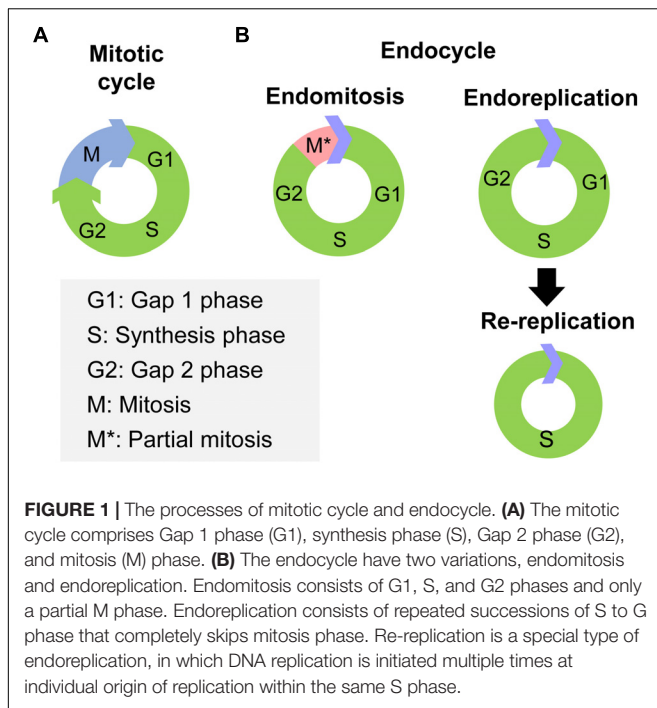 A
B
Mitotic
cycle
Endocycle
Endomitosis
Endoreplication
M
G1
G2
S
M*
G2
G1
S
G2
G1
S
G1: Gap 1 phase
S: Synthesis phase
G2: Gap 2 phase
M: Mitosis
M*: Partial mitosis
Re-replication
S
FIGURE 1 | The processes of mitotic cycle and endocycle. (A) The mitotic
cycle comprises Gap 1 phase (G1), synthesis phase (S), Gap 2 phase (G2),
and mitosis (M) phase. (B) The endocycle have two variations, endomitosis
and endoreplication. Endomitosis consists of G1, S, and G2 phases and only
a partial M phase. Endoreplication consists of repeated successions of S to G
phase that completely skips mitosis phase. Re-replication is a special type of
endoreplication, in which DNA replication is initiated multiple times at
individual origin of replication within the same S phase.